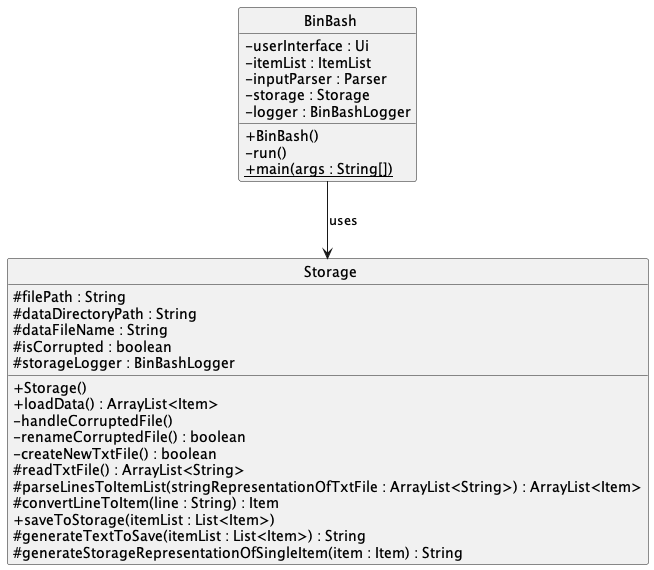 BinBash
-userInterface : Ui
-itemList : ItemList
-inputParser : Parser
-storage : Storage
-logger : BinBashLogger
+BinBash()
-run()
+main(args : String[])
uses
Storage
#filePath : String
#dataDirectoryPath : String
#dataFileName : String
#isCorrupted : boolean
#storageLogger : BinBashLogger
+Storage()
+loadData() : ArrayList<Item>
-handleCorruptedFile()
-renameCorruptedFile() : boolean
-createNewTxtFile() : boolean
#readTxtFile() : ArrayList<String>
#parseLinesToItemList(stringRepresentationOfTxtFile : ArrayList<String>) : ArrayList<Item>
#convertLineToItem(line : String) : Item
+saveToStorage(itemList : List<Item>)
#generateTextToSave(itemList : List<Item>) : String
#generateStorageRepresentationOfSingleItem(item : Item) : String